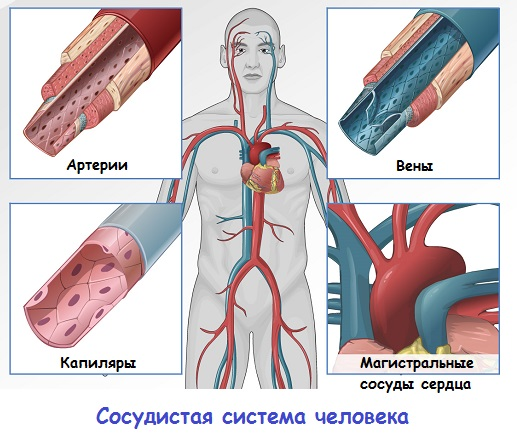 Артерии
Вены
Капиляры
Магистральные
сосуды сердца
Сосудистая система человека